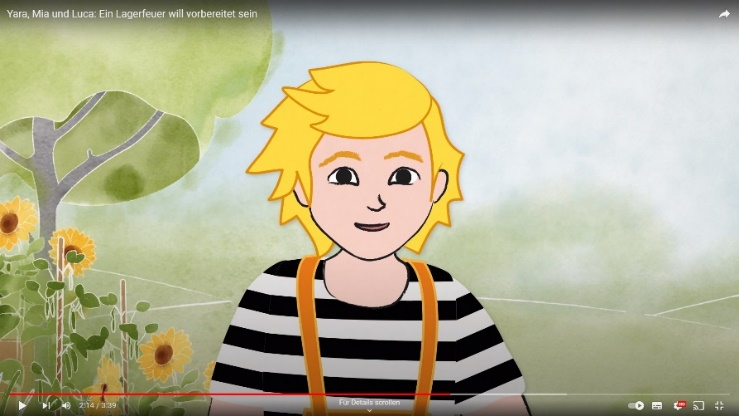 Yara, Mia und Luca: Ein Lagerfeuer will vorbereitet sein
2:14 / 3:39
Für Details scrollen